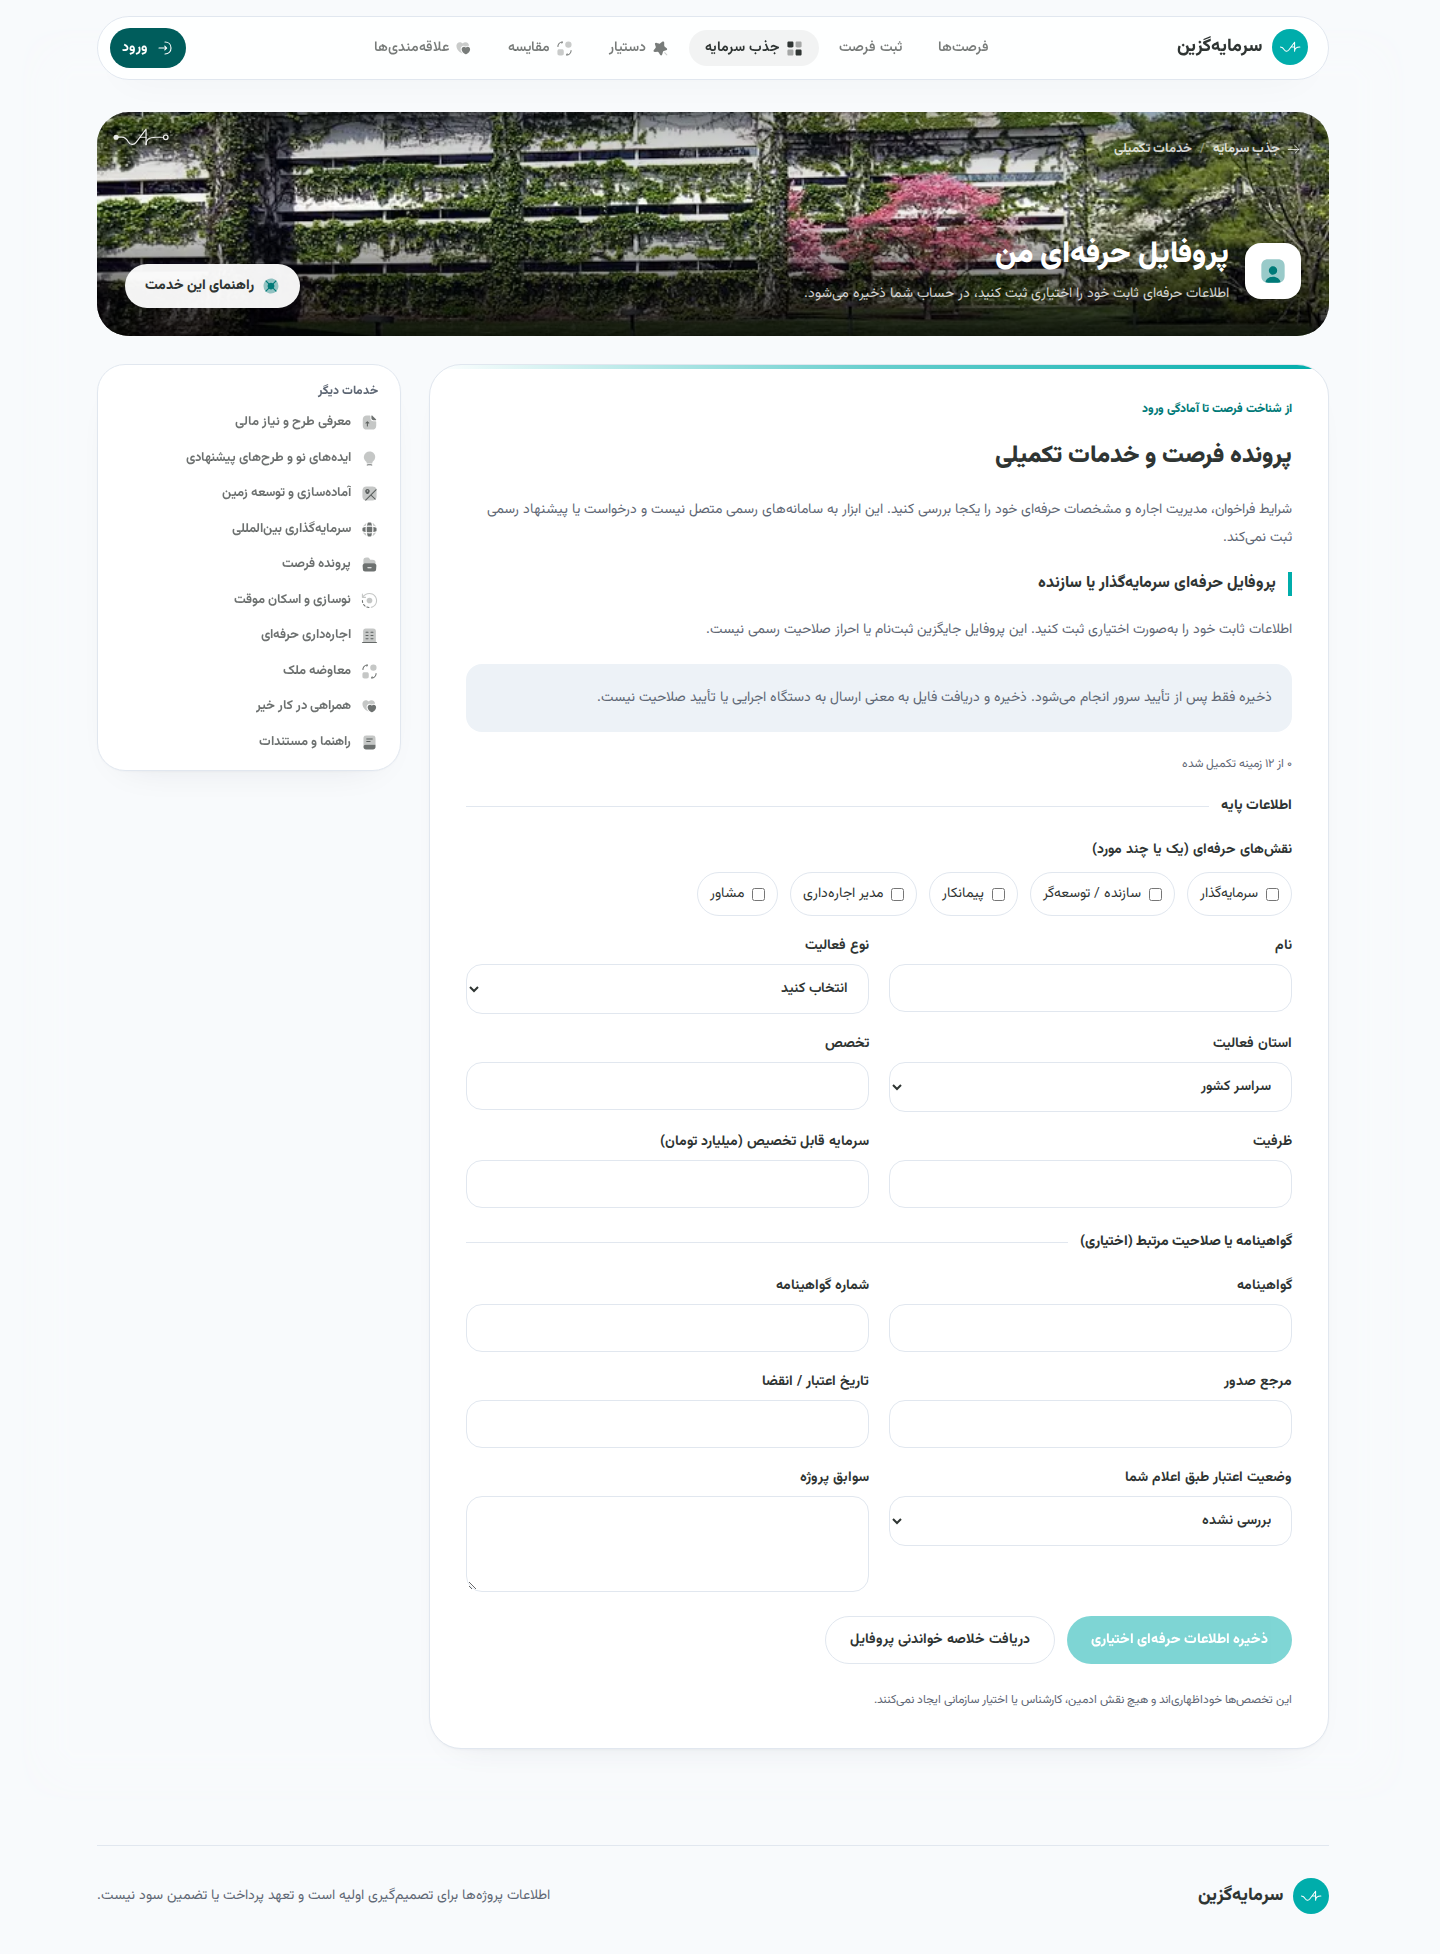 سرمایه‌گزین
فرصت‌ها
ثبت فرصت
جذب سرمایه
دستیار
مقایسه
علاقه‌مندی‌ها
ورود
جذب سرمایه / خدمات تکمیلی
پروفایل حرفه‌ای من
اطلاعات حرفه‌ای ثابت خود را اختیاری ثبت کنید، در حساب شما ذخیره می‌شود.
راهنمای این خدمت
از شناخت فرصت تا آمادگی ورود
پرونده فرصت و خدمات تکمیلی
شرایط فراخوان، مدیریت اجاره و مشخصات حرفه‌ای خود را یکجا بررسی کنید. این ابزار به سامانه‌های رسمی متصل نیست و درخواست یا پیشنهاد رسمی
ثبت نمی‌کند.
پروفایل حرفه‌ای سرمایه‌گذار یا سازنده
اطلاعات ثابت خود را به‌صورت اختیاری ثبت کنید. این پروفایل جایگزین ثبت‌نام یا احراز صلاحیت رسمی نیست.
ذخیره فقط پس از تأیید سرور انجام می‌شود. ذخیره و دریافت فایل به معنی ارسال به دستگاه اجرایی یا تأیید صلاحیت نیست.
۰ از ۱۲ زمینه تکمیل شده
اطلاعات پایه
نقش‌های حرفه‌ای (یک یا چند مورد)
سرمایه‌گذار
سازنده / توسعه‌گر
پیمانکار
مدیر اجاره‌داری
مشاور
نام
نوع فعالیت
انتخاب کنید
استان فعالیت
تخصص
سراسر کشور
ظرفیت
سرمایه قابل تخصیص (میلیارد تومان)
گواهینامه یا صلاحیت مرتبط (اختیاری)
گواهینامه
شماره گواهینامه
مرجع صدور
تاریخ اعتبار / انقضا
وضعیت اعتبار طبق اعلام شما
سوابق پروژه
بررسی نشده
ذخیره اطلاعات حرفه‌ای اختیاری
دریافت خلاصه خواندنی پروفایل
این تخصص‌ها خوداظهاری‌اند و هیچ نقش ادمین، کارشناس یا اختیار سازمانی ایجاد نمی‌کنند.
خدمات دیگر
معرفی طرح و نیاز مالی
ایده‌های نو و طرح‌های پیشنهادی
آماده‌سازی و توسعه زمین
سرمایه‌گذاری بین‌المللی
پرونده فرصت
نوسازی و اسکان موقت
اجاره‌داری حرفه‌ای
معاوضه ملک
همراهی در کار خیر
راهنما و مستندات
سرمایه‌گزین
اطلاعات پروژه‌ها برای تصمیم‌گیری اولیه است و تعهد پرداخت یا تضمین سود نیست.